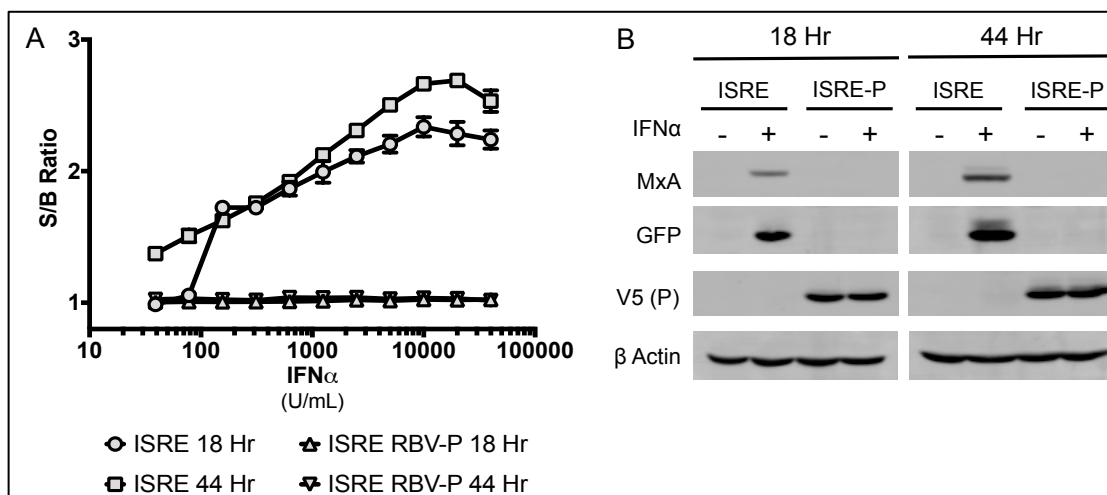 A
3
2
1
S/B Ratio
10 100 1000 10000 100000
IFNα
(U/mL)
ISRE 18 Hr
ISRE RBV-P 18 Hr
ISRE 44 Hr
ISRE RBV-P 44 Hr
B
18 Hr 44 Hr
ISRE ISRE-P ISRE ISRE-P
IFNα - + - + - + - +
MxA
GFP
V5 (P)
β Actin